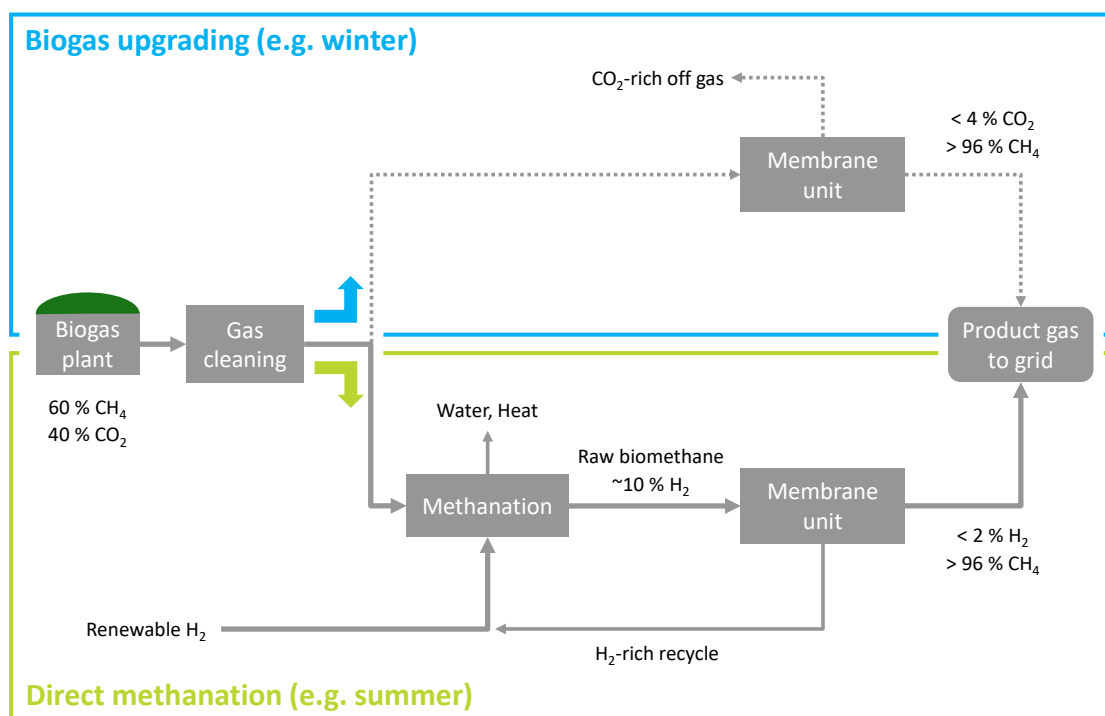 Biogas upgrading (e.g. winter)
CO₂-rich off gas
< 4 % CO₂
> 96 % CH₄
Membrane
unit
Biogas
plant
Gas
cleaning
Product gas
to grid
60 % CH₄
40 % CO₂
Water, Heat
Raw biomethane
~10 % H₂
Methanation
Membrane
unit
< 2 % H₂
> 96 % CH₄
Renewable H₂
H₂-rich recycle
Direct methanation (e.g. summer)